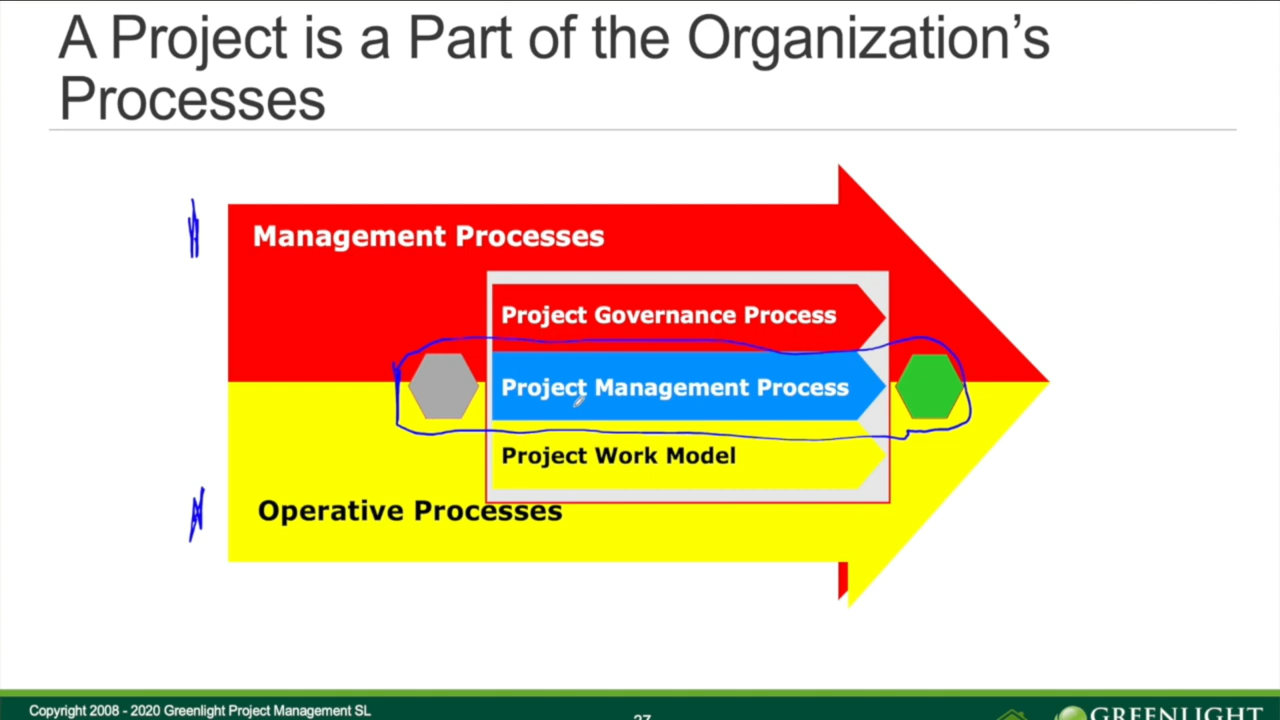 A Project is a Part of the Organization’s
Processes
Management Processes
Project Governance Process
Project Management Process
Project Work Model
Operative Processes
Copyright 2008 - 2020 Greenlight Project Management SL
27
GREENLIGHT